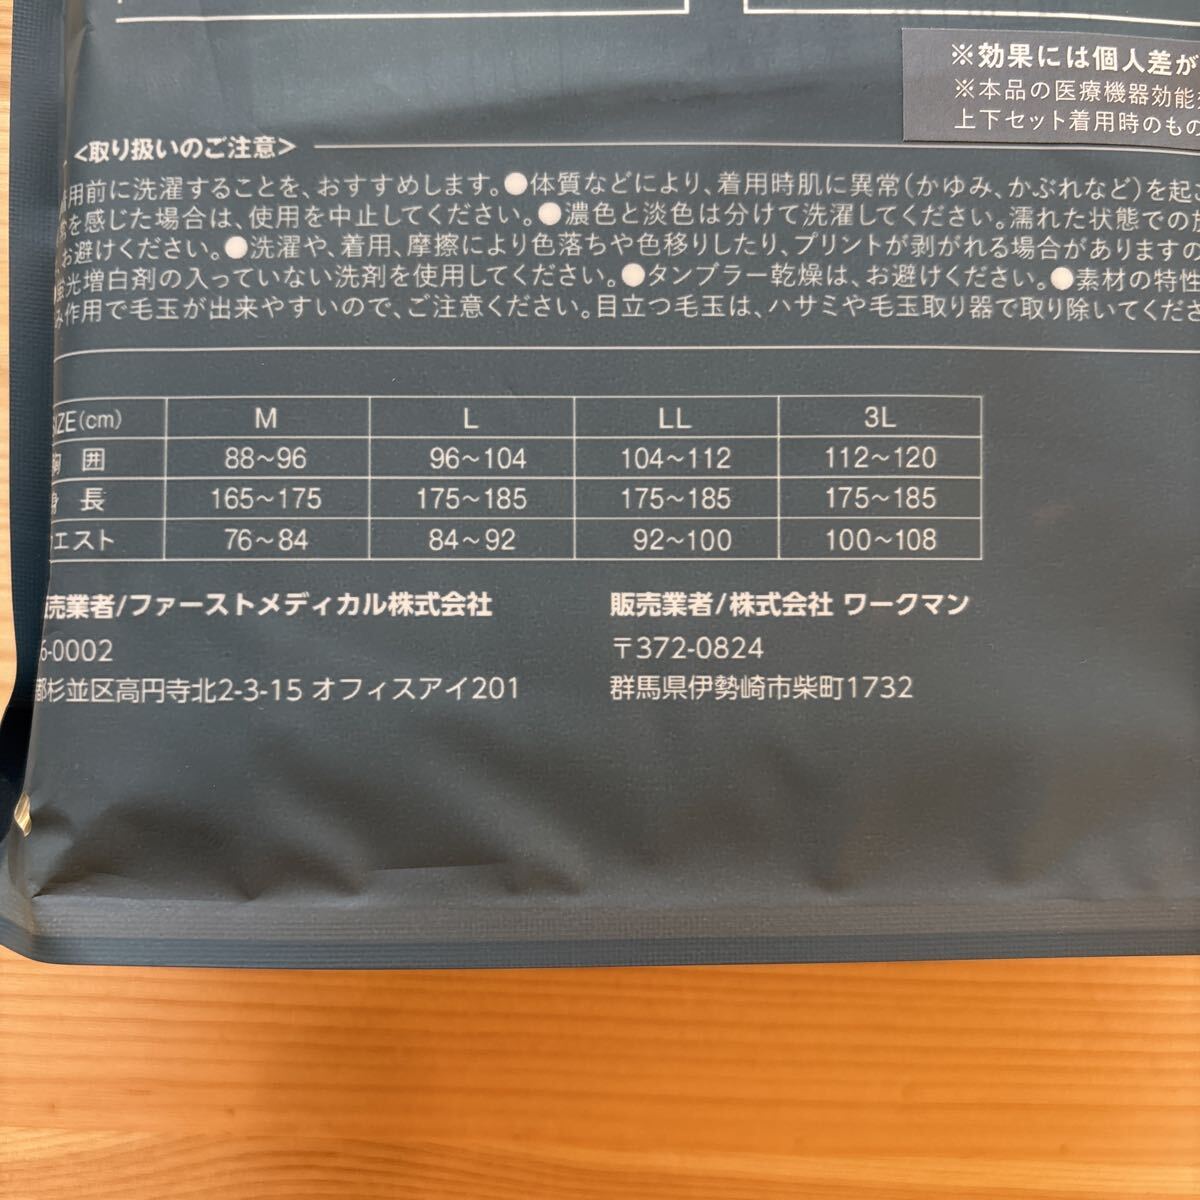 ※効果には個人差が
※本品の医療機器効能
上下セット着用時のもの
<取り扱いのご注意>
着用前に洗濯することを、おすすめします。●体質などにより、着用時肌に異常(かゆみ、かぶれなど)を起
常を感じた場合は、使用を中止してください。●濃色と淡色は分けて洗濯してください。濡れた状態での
お避けください。●洗濯や、着用、摩擦により色落ちや色移りしたり、プリントが剥がれる場合がありますの
蛍光増白剤の入っていない洗剤を使用してください。●タンブラー乾燥は、お避けください。●素材の特性
み作用で毛玉が出来やすいので、ご注意ください。目立つ毛玉は、ハサミや毛玉取り器で取り除いてくださ
SIZE(cm) M L LL 3L
胸囲 88～96 96～104 104～112 112～120
身長 165～175 175～185 175～185 175～185
ウエスト 76～84 84～92 92～100 100～108
売業者/ファーストメディカル株式会社
6-0002
都杉並区高円寺北2-3-15 オフィスアイ201
販売業者/株式会社 ワークマン
〒372-0824
群馬県伊勢崎市柴町1732